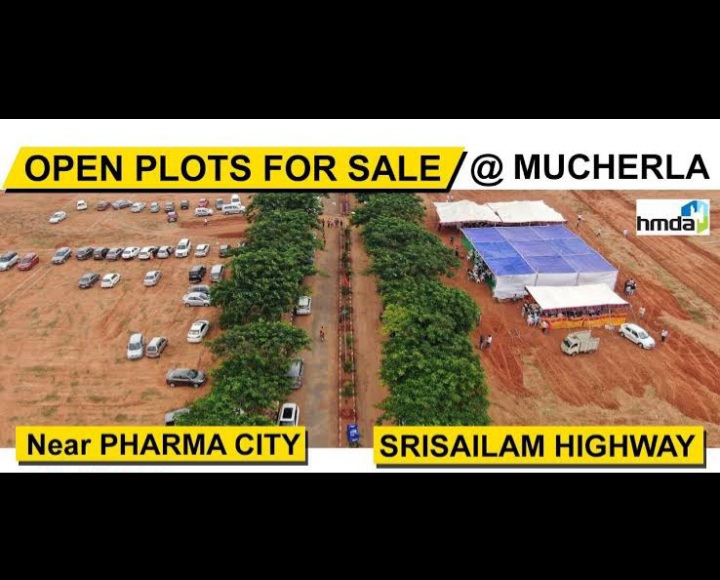 OPEN PLOTS FOR SALE @ MUCHERLA
hmda
Near PHARMA CITY
SRISAILAM HIGHWAY